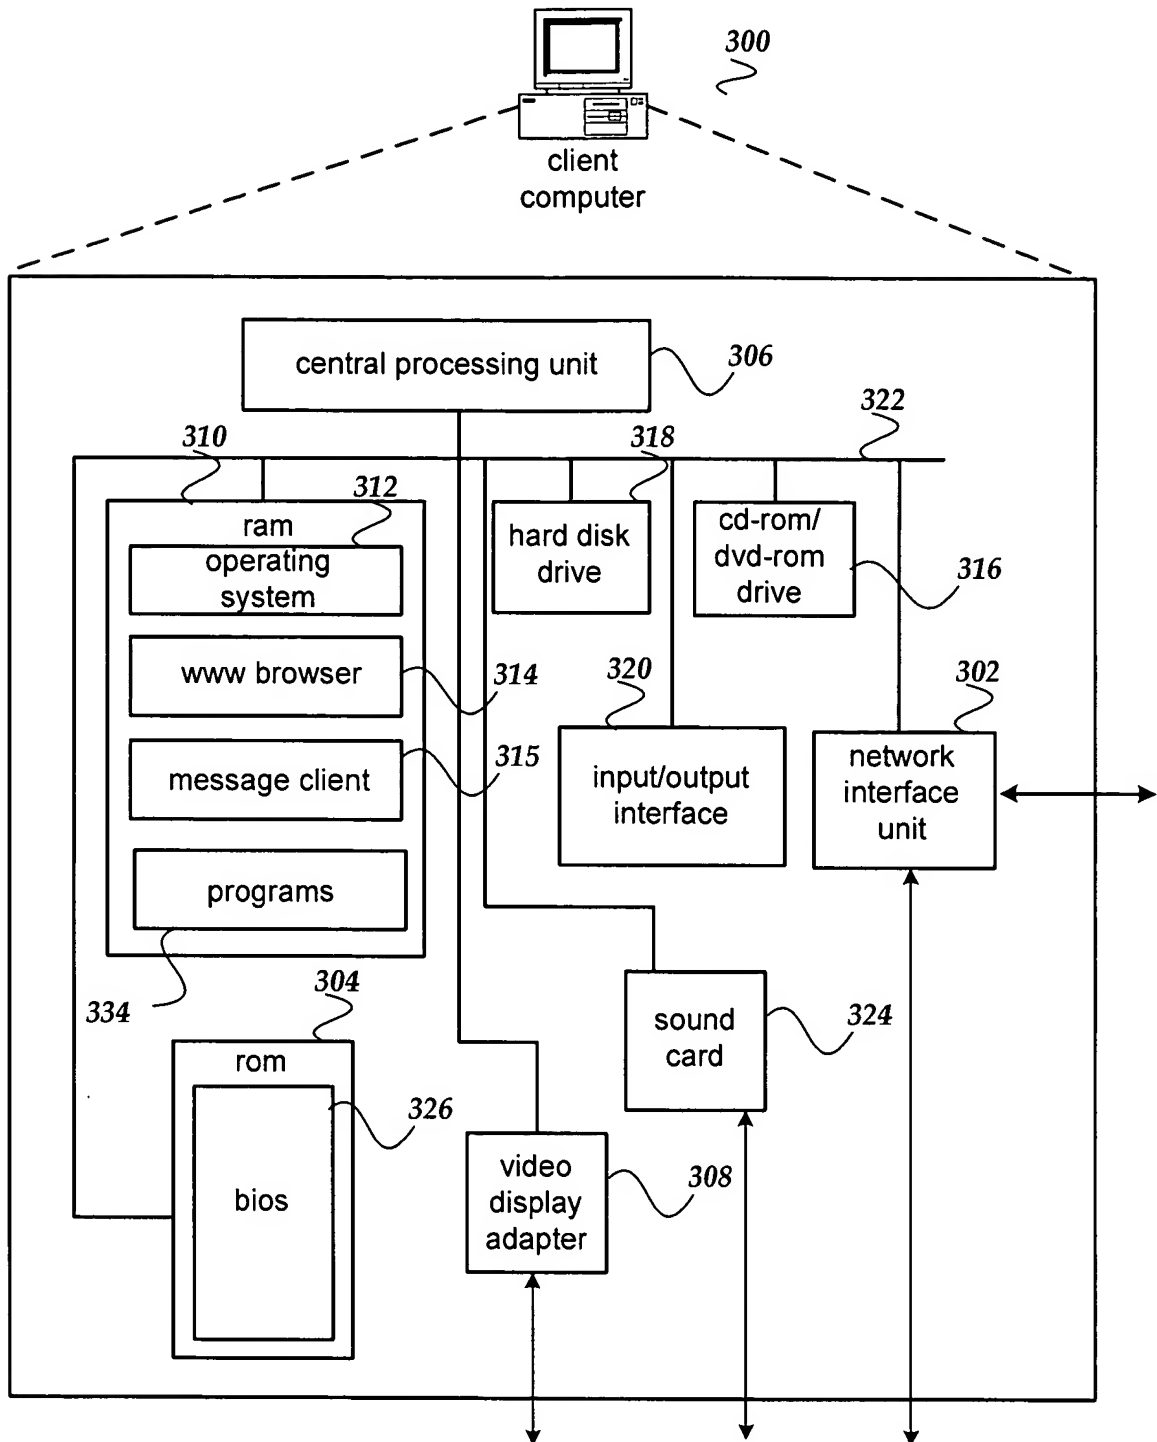 300
client
computer
central processing unit
306
322
310
318
312
ram
operating
system
hard disk
drive
cd-rom/
dvd-rom
drive
316
www browser
314
320
302
message client
315
input/output
interface
network
interface
unit
programs
334
304
sound
card
324
rom
326
bios
video
display
adapter
308